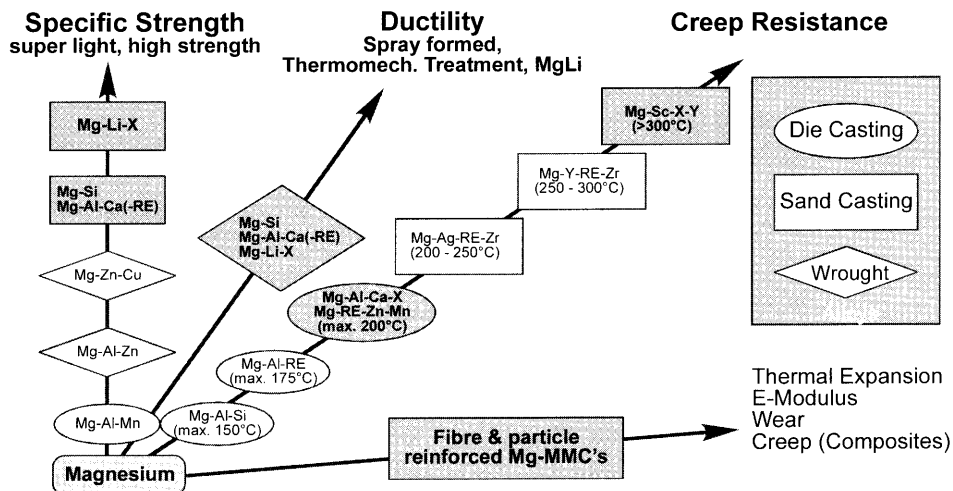 Specific Strength
super light, high strength
Ductility
Spray formed,
Thermomech. Treatment, MgLi
Creep Resistance
Mg-Li-X
Mg-Si
Mg-Al-Ca(-RE)
Mg-Zn-Cu
Mg-Al-Zn
Mg-Al-Mn
Magnesium
Mg-Si
Mg-Al-Ca(-RE)
Mg-Li-X
Mg-Sc-X-Y
(>300°C)
Mg-Y-RE-Zr
(250 - 300°C)
Mg-Ag-RE-Zr
(200 - 250°C)
Mg-Al-Ca-X
Mg-RE-Zn-Mn
(max. 200°C)
Mg-Al-RE
(max. 175°C)
Mg-Al-Si
(max. 150°C)
Fibre & particle
reinforced Mg-MMC's
Die Casting
Sand Casting
Wrought
Thermal Expansion
E-Modulus
Wear
Creep (Composites)